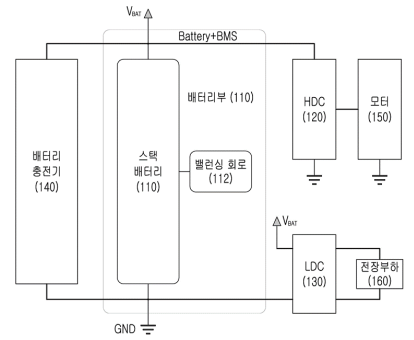 V_BAT
Battery+BMS
배터리부 (110)
HDC
(120)
모터
(150)
배터리
충전기
(140)
스택
배터리
(110)
밸런싱 회로
(112)
V_BAT
LDC
(130)
전장부하
(160)
GND